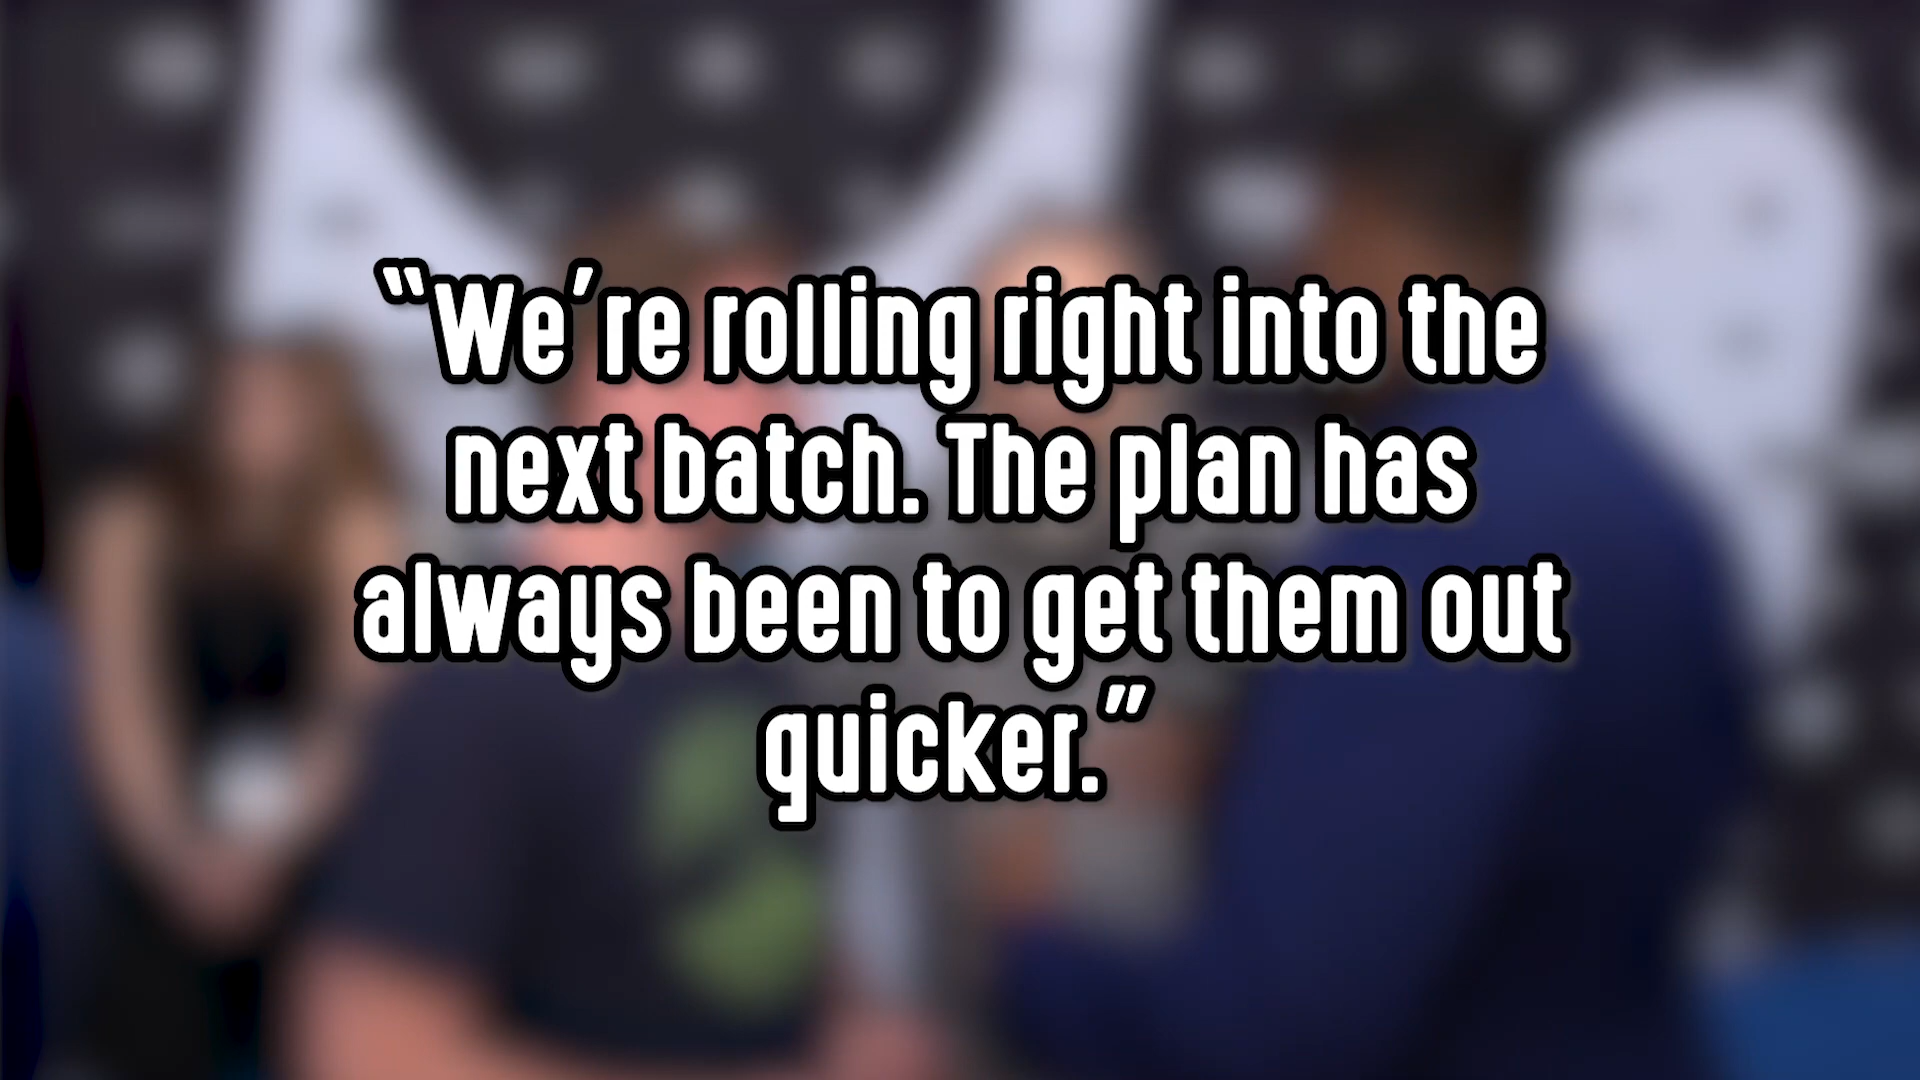 “We’re rolling right into the
next batch. The plan has
always been to get them out
quicker.”